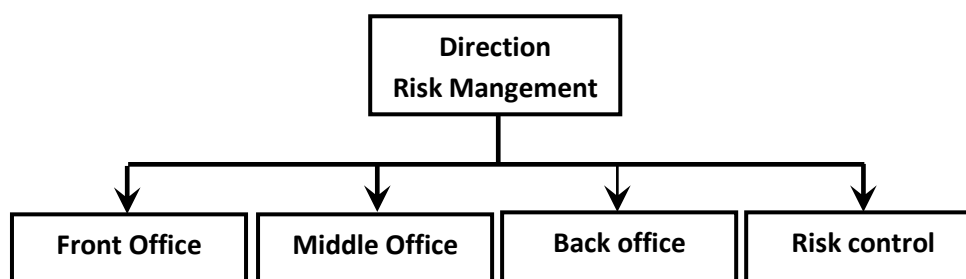 Direction
Risk Mangement
Front Office
Middle Office
Back office
Risk control